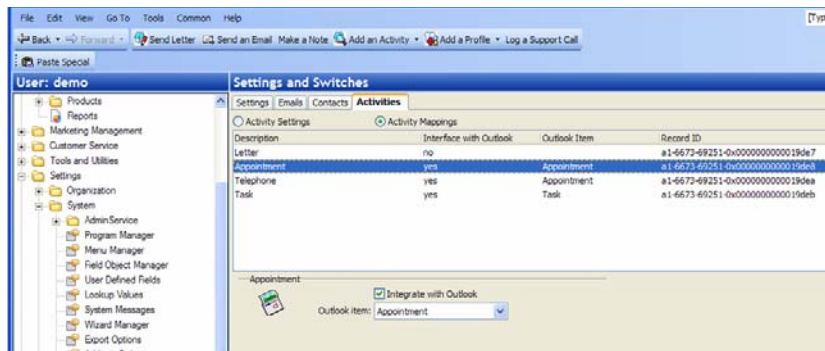 File Edit View Go To Tools Common Help
[Typ
Back Forward Send Letter Send an Email Make a Note Add an Activity Add a Profile Log a Support Call
Paste Special
User: demo
Settings and Switches
Products
Reports
Marketing Management
Customer Service
Tools and Utilities
Settings
Organization
System
AdminService
Program Manager
Menu Manager
Field Object Manager
User Defined Fields
Lookup Values
System Messages
Wizard Manager
Export Options
Settings Emails Contacts Activities
Activity Settings Activity Mappings
Description Interface with Outlook Outlook Item Record ID
Letter no a1-6673-69251-0x0000000000019de7
Appointment yes Appointment a1-6673-69251-0x0000000000019de8
Telephone yes Appointment a1-6673-69251-0x0000000000019dea
Task yes Task a1-6673-69251-0x0000000000019deb
Appointment
Integrate with Outlook
Outlook item: Appointment